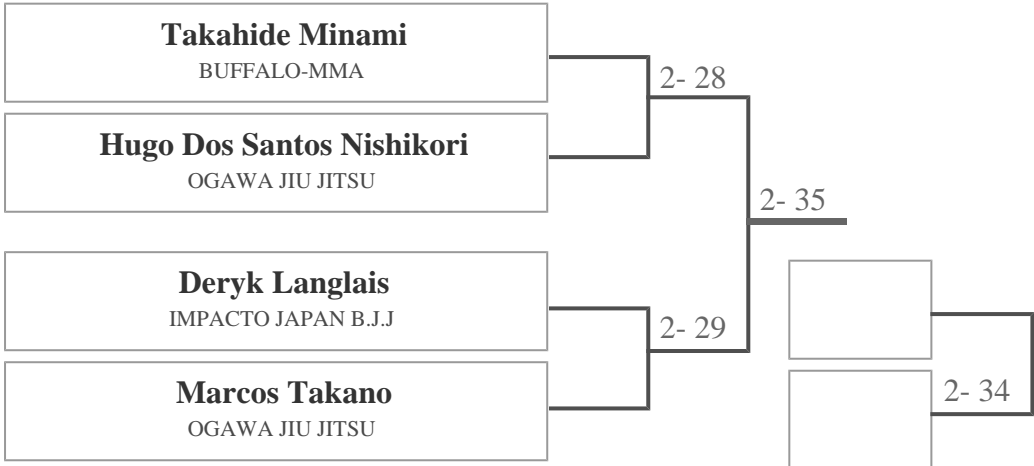 Takahide Minami
BUFFALO-MMA
2- 28
Hugo Dos Santos Nishikori
OGAWA JIU JITSU
2- 35
Deryk Langlais
IMPACTO JAPAN B.J.J
2- 29
Marcos Takano
OGAWA JIU JITSU
2- 34